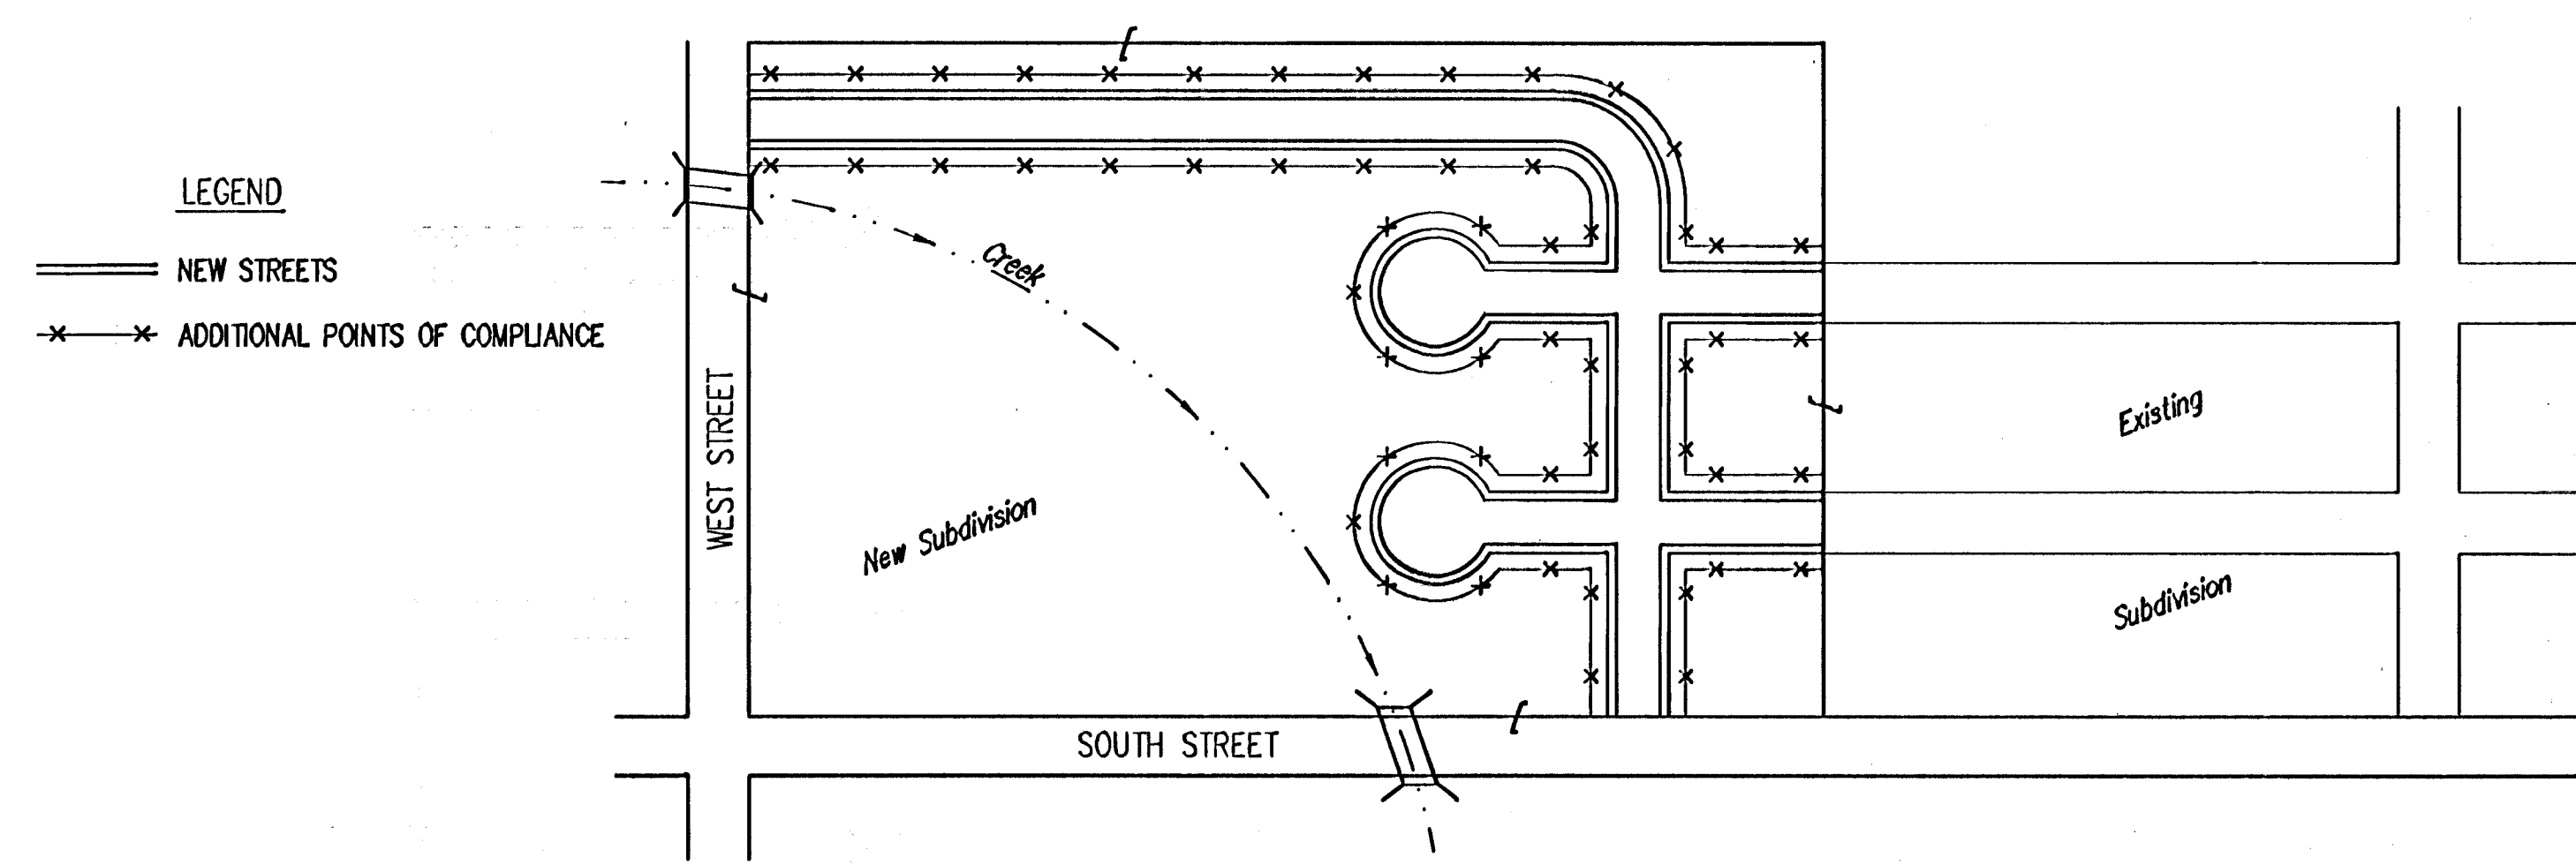 LEGEND
NEW STREETS
ADDITIONAL POINTS OF COMPLIANCE
Creek
WEST STREET
New Subdivision
Existing
Subdivision
SOUTH STREET